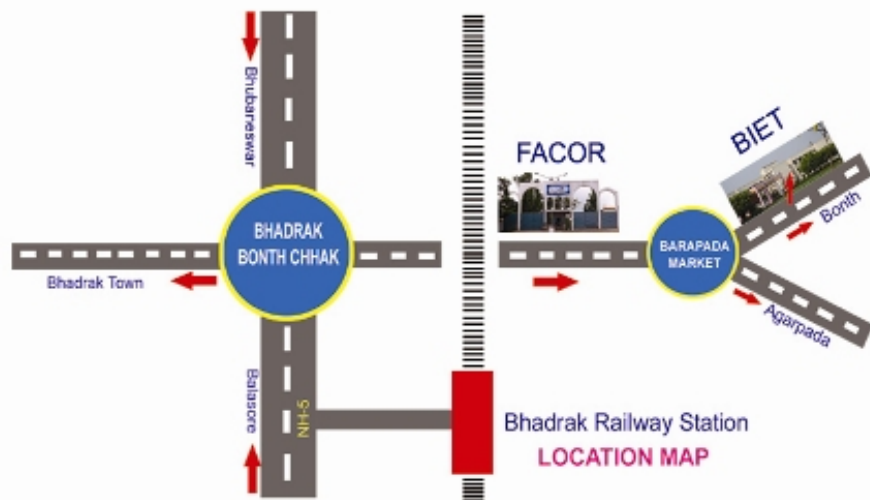 Bhubaneswar
FACOR
BIET
BHADRAK
BONTH CHHAK
BARAPADA
MARKET
Bonth
Bhadrak Town
Agarpada
Balasore
NH-5
Bhadrak Railway Station
LOCATION MAP